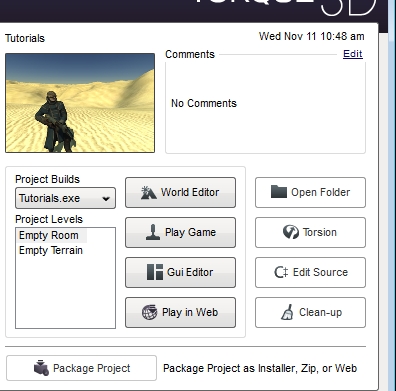 TORQUE 3D
Tutorials
Wed Nov 11 10:48 am
Comments
Edit
No Comments
Project Builds
Tutorials.exe
Project Levels
Empty Room
Empty Terrain
World Editor
Play Game
Gui Editor
Play in Web
Open Folder
Torsion
Edit Source
Clean-up
Package Project
Package Project as Installer, Zip, or Web